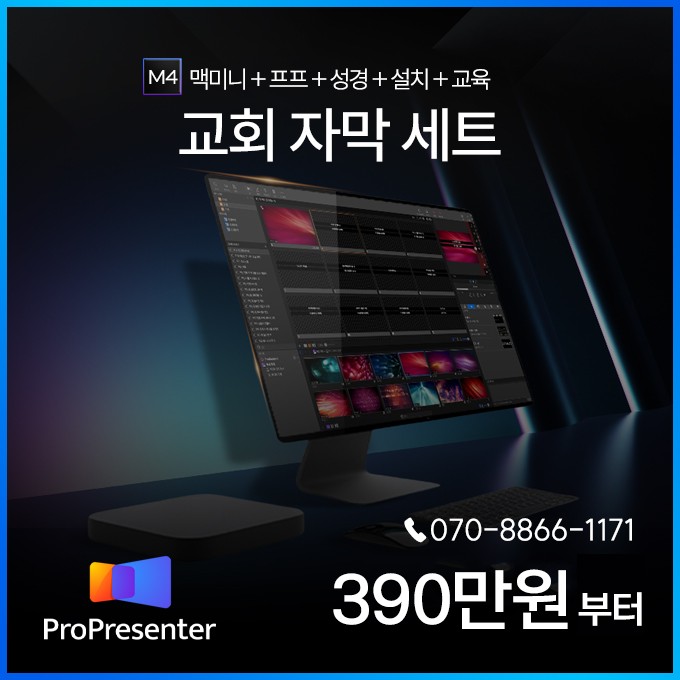 M4 맥미니+프프+성경+설치+교육
교회 자막 세트
070-8866-1171
390만원 부터
ProPresenter